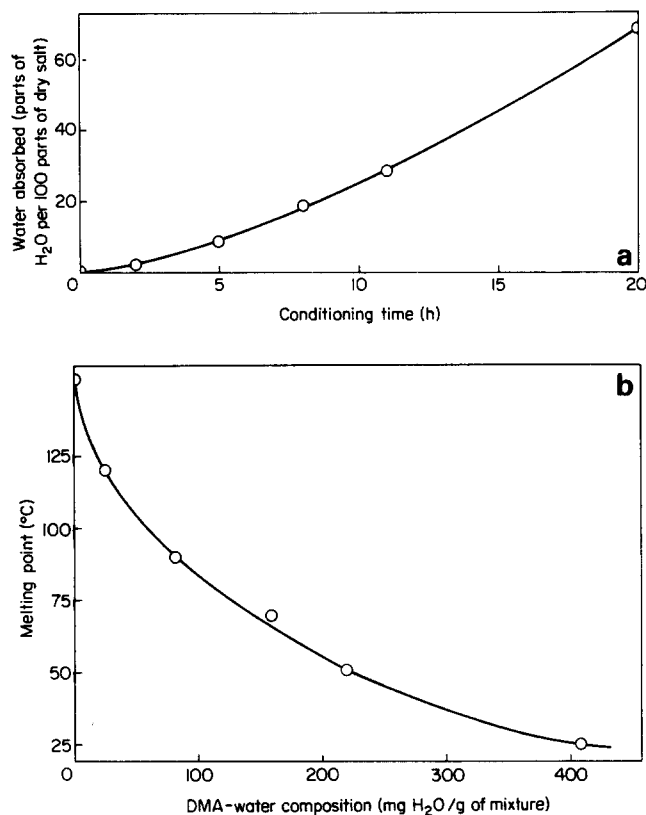 Water absorbed (parts of
H₂O per 100 parts of dry salt)
60
40
20
0
0 5 10 15 20
a
Conditioning time (h)
b
Melting point (°C)
125
100
75
50
25
0 100 200 300 400
DMA-water composition (mg H₂O/g of mixture)